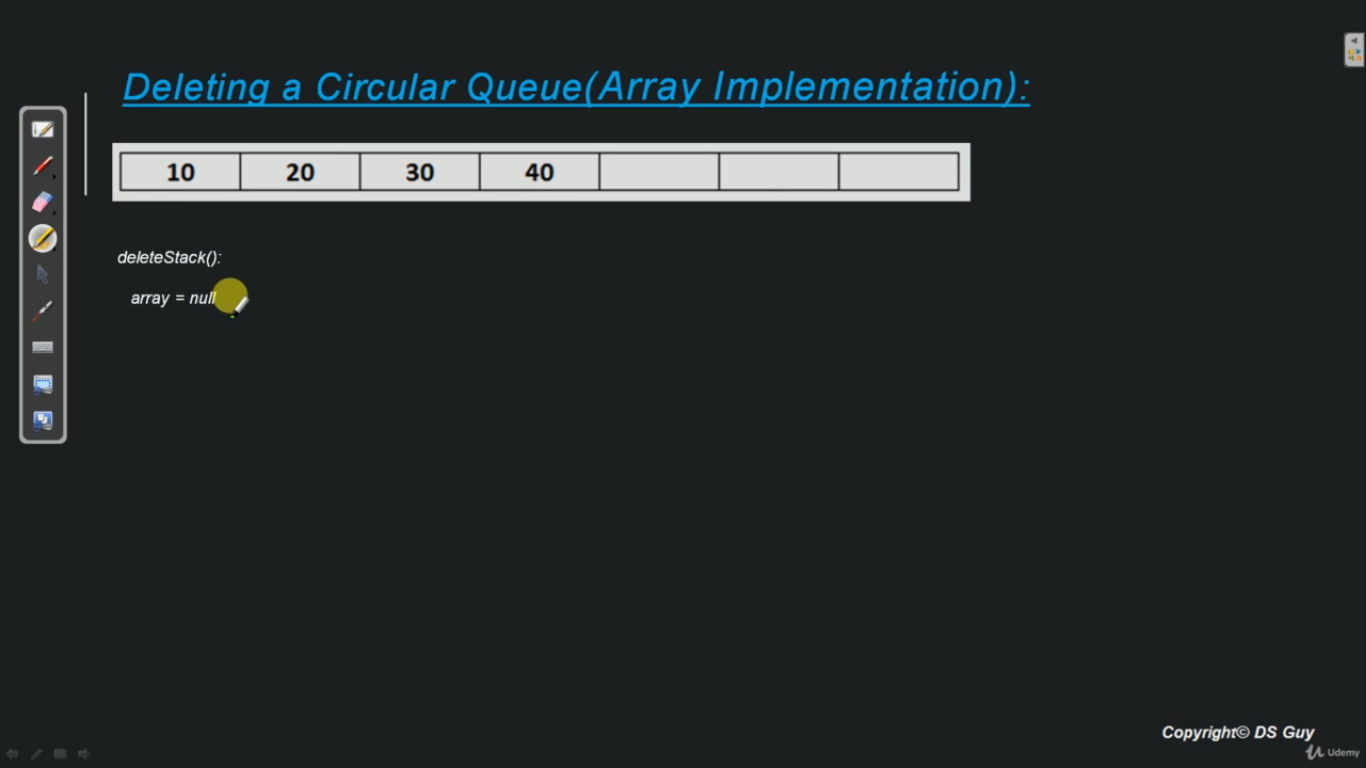 Deleting a Circular Queue(Array Implementation):
10 20 30 40
deleteStack():
array = null
Copyright© DS Guy
Udemy